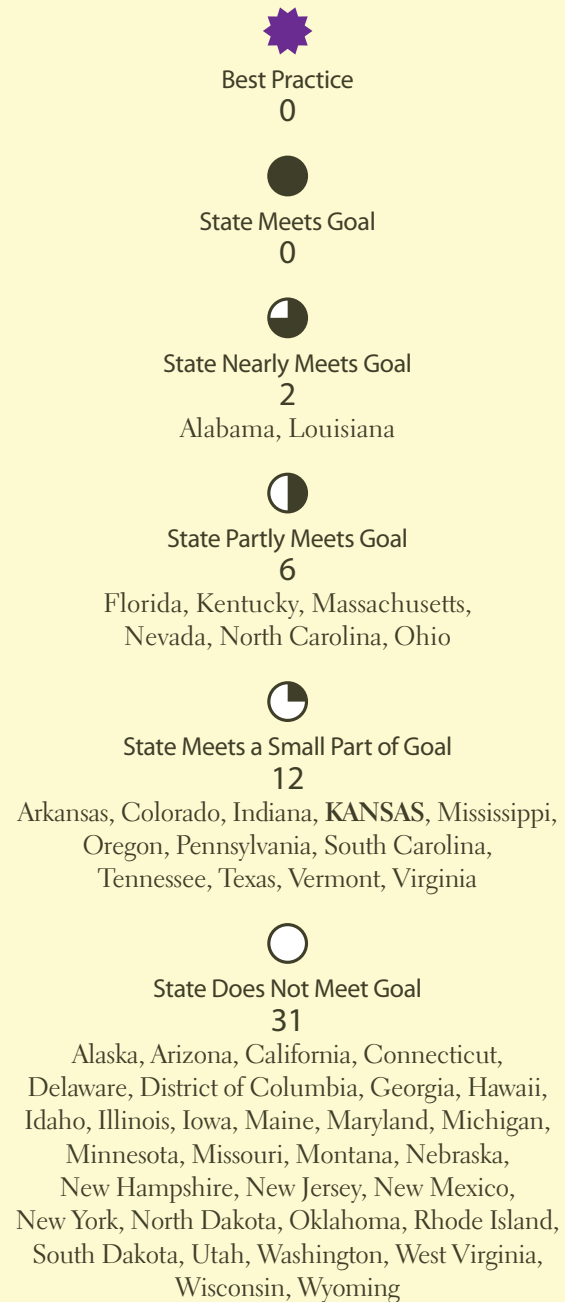 Best Practice
0
State Meets Goal
0
State Nearly Meets Goal
2
Alabama, Louisiana
State Partly Meets Goal
6
Florida, Kentucky, Massachusetts,
Nevada, North Carolina, Ohio
State Meets a Small Part of Goal
12
Arkansas, Colorado, Indiana, KANSAS, Mississippi,
Oregon, Pennsylvania, South Carolina,
Tennessee, Texas, Vermont, Virginia
State Does Not Meet Goal
31
Alaska, Arizona, California, Connecticut,
Delaware, District of Columbia, Georgia, Hawaii,
Idaho, Illinois, Iowa, Maine, Maryland, Michigan,
Minnesota, Missouri, Montana, Nebraska,
New Hampshire, New Jersey, New Mexico,
New York, North Dakota, Oklahoma, Rhode Island,
South Dakota, Utah, Washington, West Virginia,
Wisconsin, Wyoming